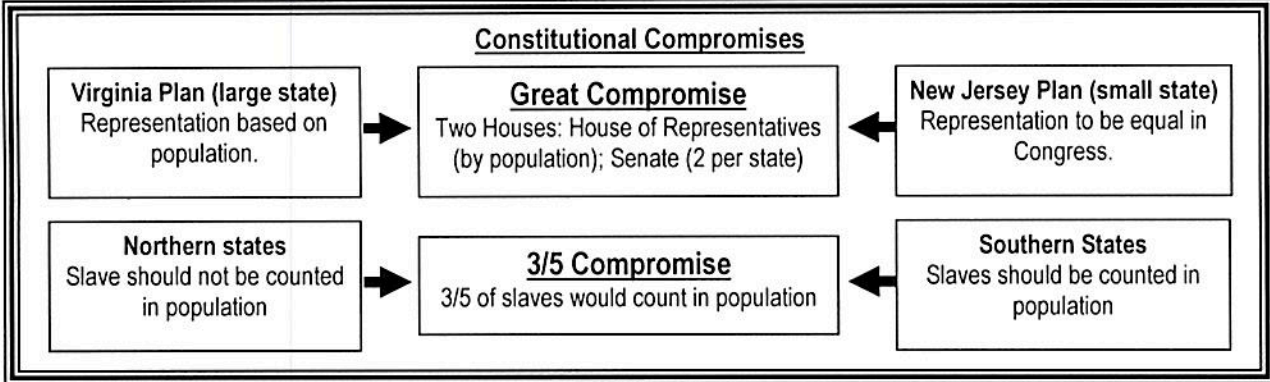 Constitutional Compromises
Virginia Plan (large state)
Representation based on
population.
Great Compromise
Two Houses: House of Representatives
(by population); Senate (2 per state)
New Jersey Plan (small state)
Representation to be equal in
Congress.
Northern states
Slave should not be counted
in population
3/5 Compromise
3/5 of slaves would count in population
Southern States
Slaves should be counted in
population